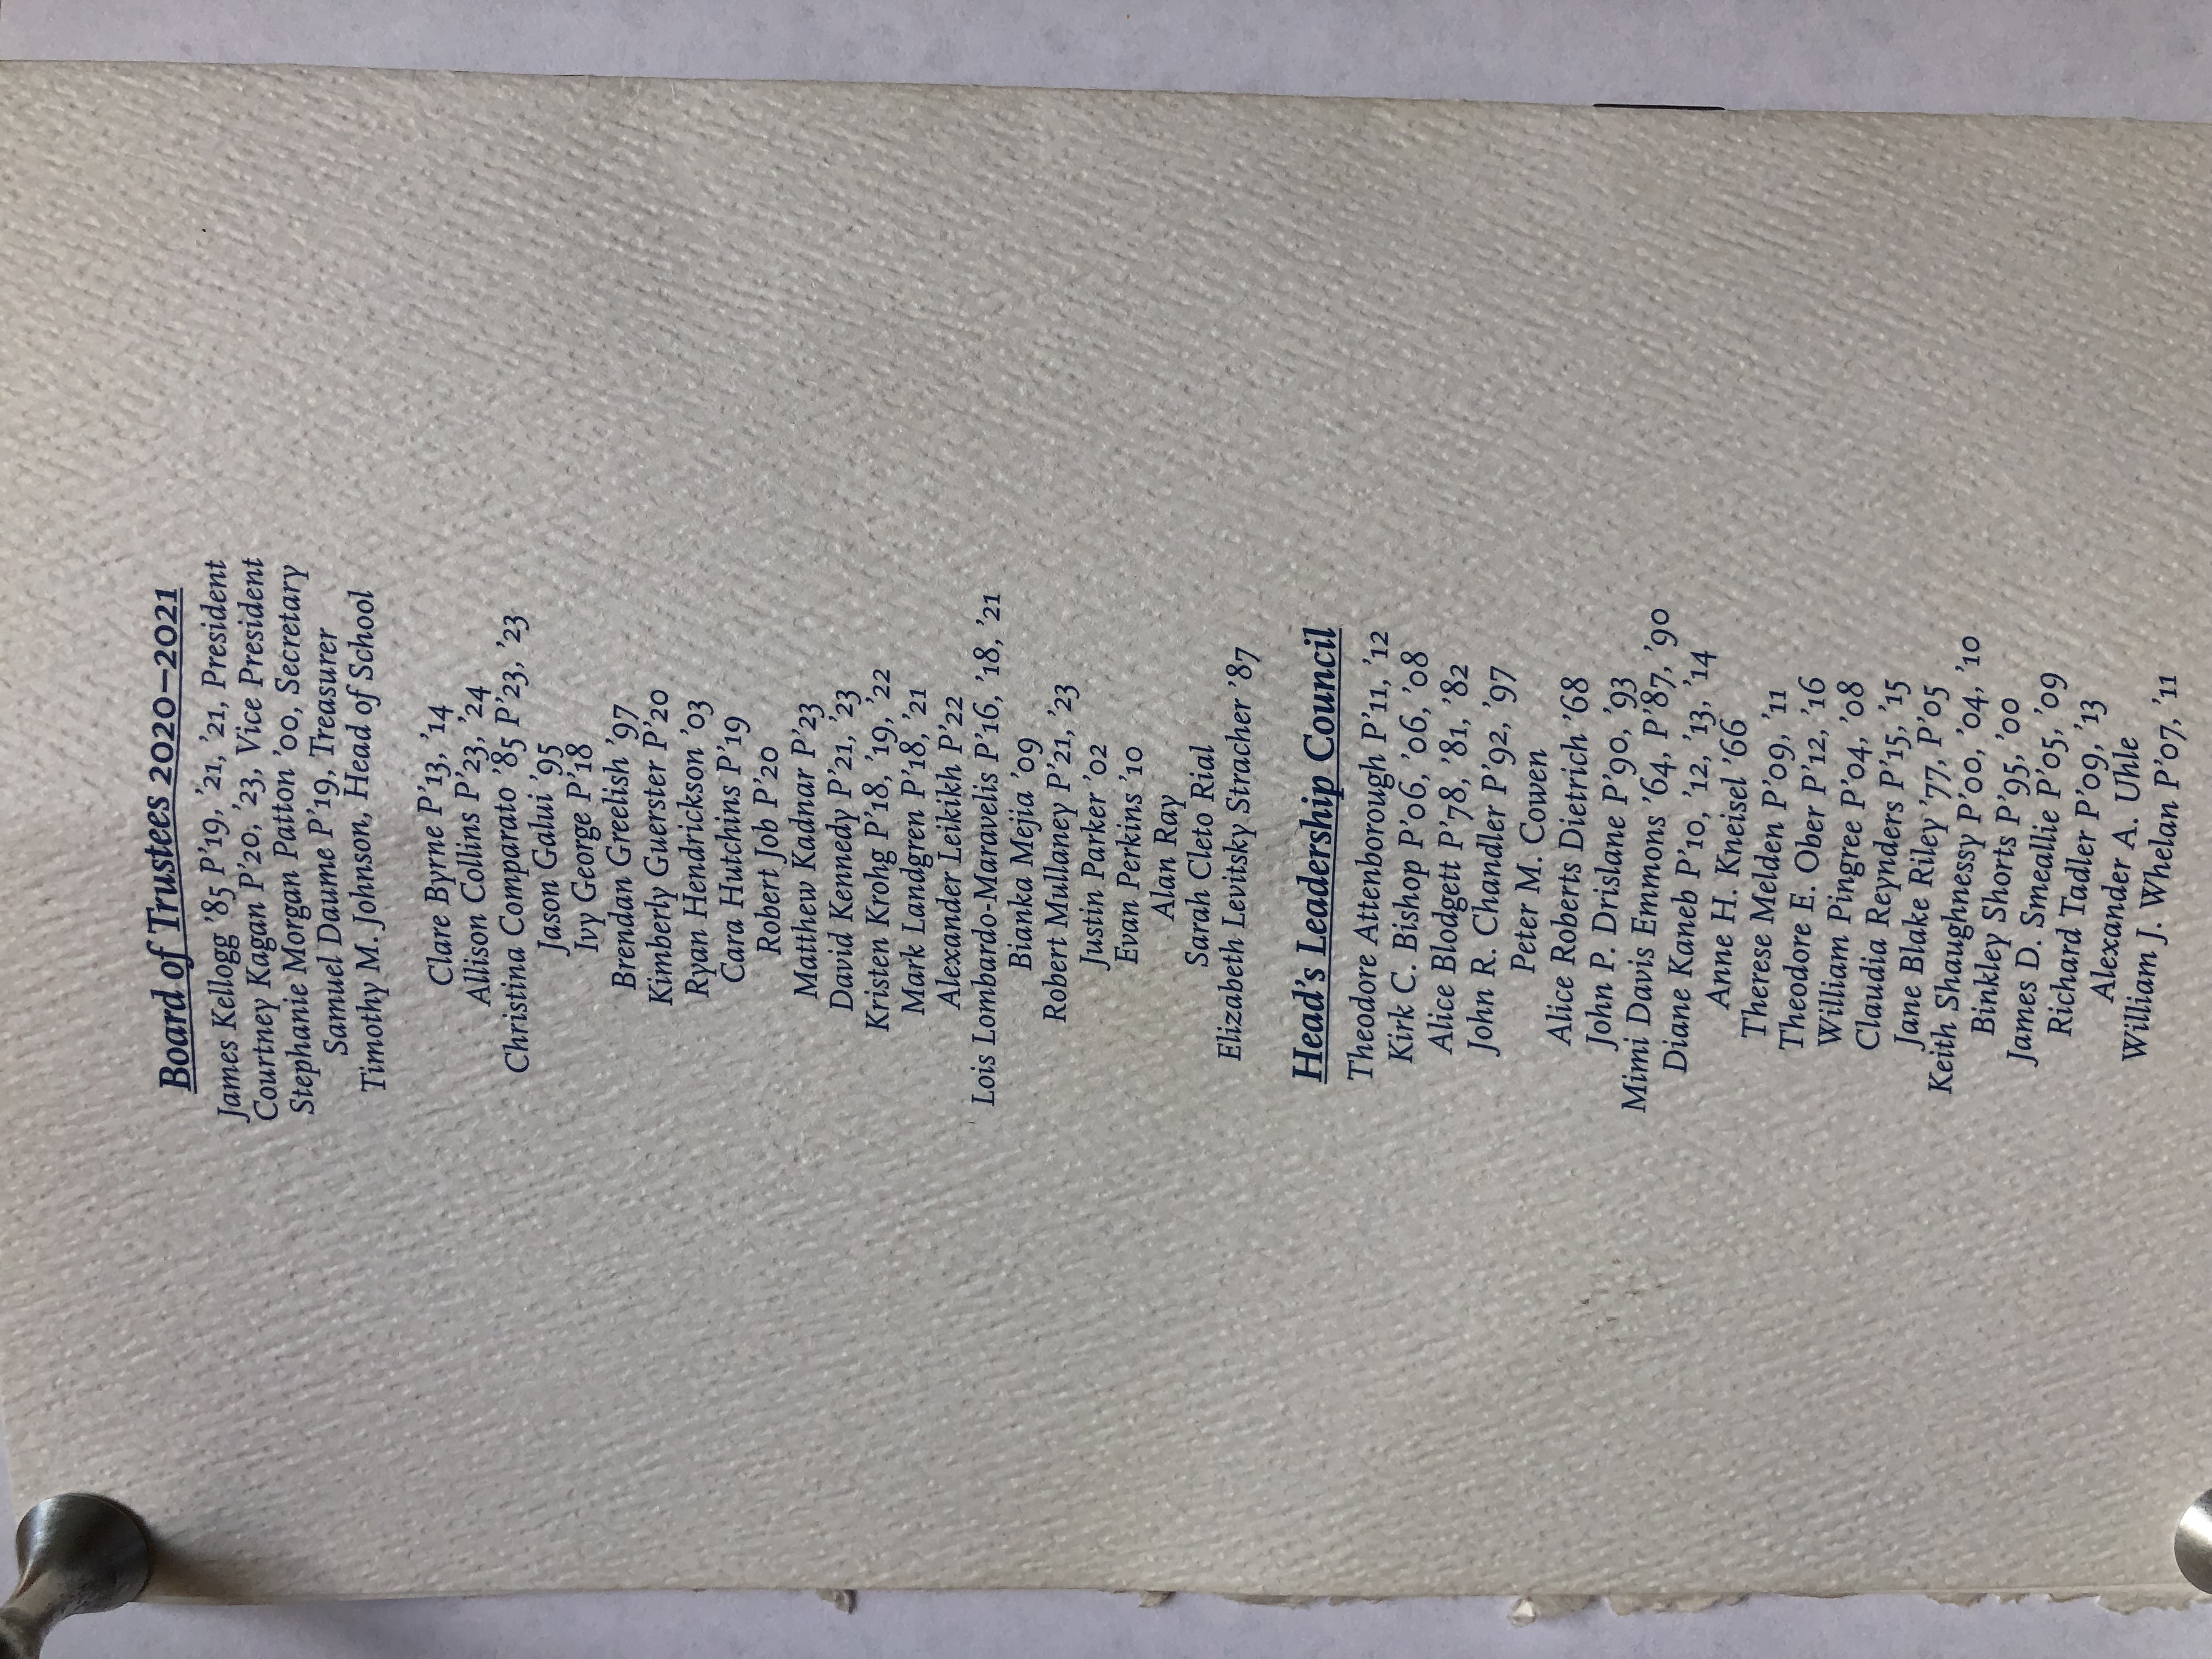 Board of Trustees 2020–2021
James Kellogg ’85 P’19, ’21, ’21, President
Courtney Kagan P’20, ’23, Vice President
Stephanie Morgan Patton ’00, Secretary
Samuel Daume P’19, Treasurer
Timothy M. Johnson, Head of School
Clare Byrne P’13, ’14
Allison Collins P’23, ’24
Christina Comparato ’85 P’23, ’23
Jason Galui ’95
Ivy George P’18
Brendan Greelish ’97
Kimberly Guerster P’20
Ryan Hendrickson ’03
Cara Hutchins P’19
Robert Job P’20
Matthew Kadnar P’23
David Kennedy P’21, ’23
Kristen Krohg P’18, ’19, ’22
Mark Landgren P’18, ’21
Alexander Leikikh P’22
Lois Lombardo-Maravelis P’16, ’18, ’21
Bianka Mejia ’09
Robert Mullaney P’21, ’23
Justin Parker ’02
Evan Perkins ’10
Alan Ray
Sarah Cleto Rial
Elizabeth Levitsky Stracher ’87
Head’s Leadership Council
Theodore Attenborough P’11, ’12
Kirk C. Bishop P’06, ’06, ’08
Alice Blodgett P’78, ’81, ’82
John R. Chandler P’92, ’97
Peter M. Cowen
Alice Roberts Dietrich ’68
John P. Drislane P’90, ’93
Mimi Davis Emmons ’64, P’87, ’90
Diane Kaneb P’10, ’12, ’13, ’14
Anne H. Kneisel ’66
Therese Melden P’09, ’11
Theodore E. Ober P’12, ’16
William Pingree P’04, ’08
Claudia Reynders P’15, ’15
Jane Blake Riley ’77, P’05
Keith Shaughnessy P’00, ’04, ’10
Binkley Shorts P’95, ’00
James D. Smeallie P’05, ’09
Richard Tadler P’09, ’13
Alexander A. Uhle
William J. Whelan P’07, ’11